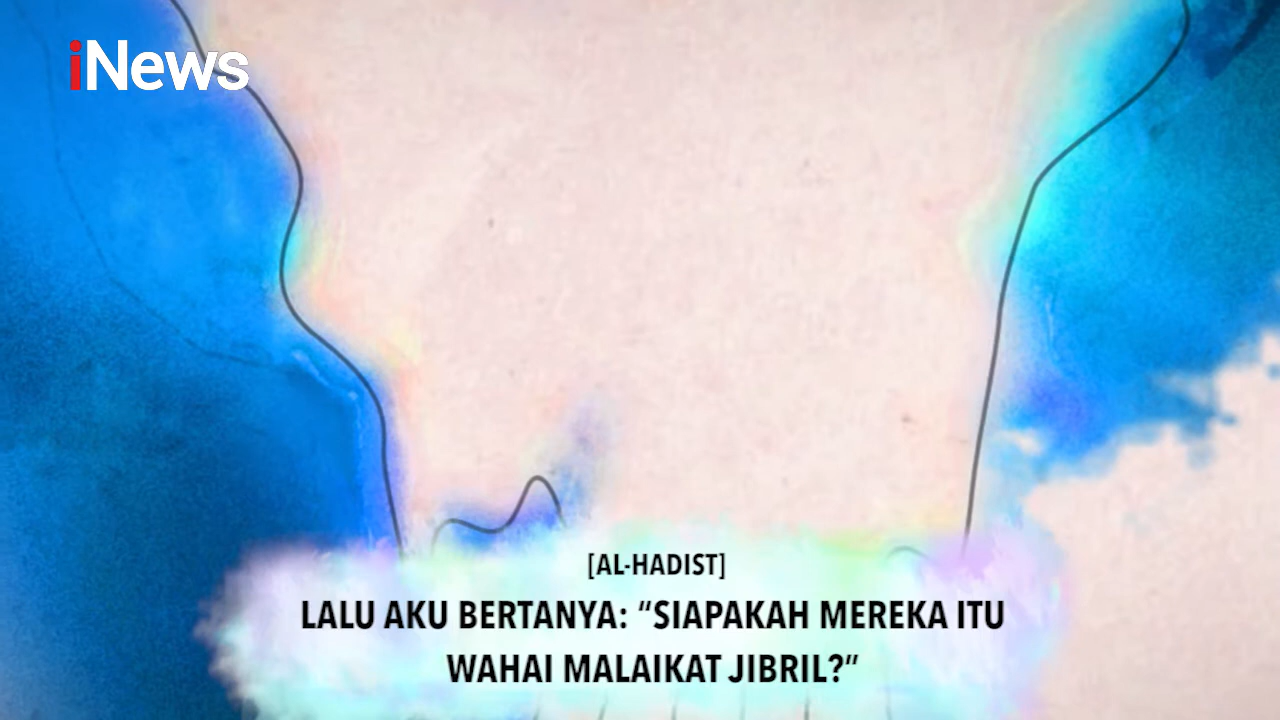 iNews
[AL-HADIST]
LALU AKU BERTANYA: “SIAPAKAH MEREKA ITU
WAHAI MALAIKAT JIBRIL?”